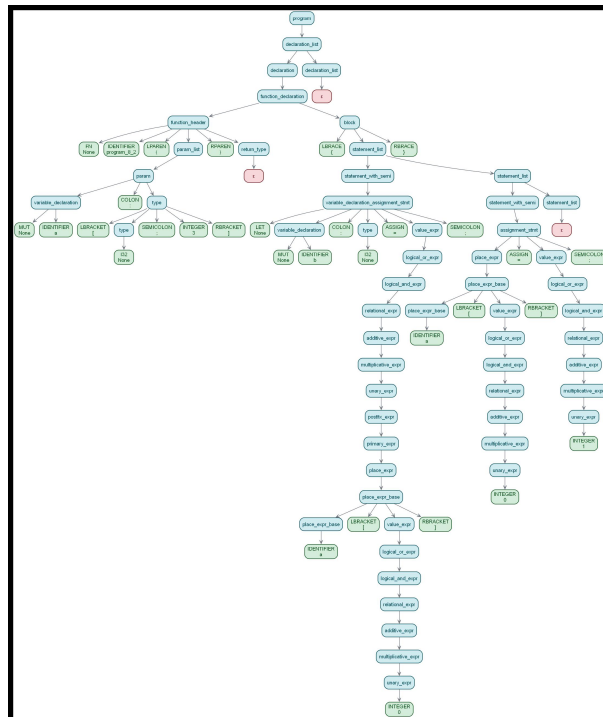 program
declaration_list
declaration declaration_list
function_declaration ε
function_header block
FN
None
IDENTIFIER
program_8_2
LPAREN
(
param_list
RPAREN
)
return_type
LBRACE
{
statement_list
RBRACE
}
param ε statement_with_semi statement_list
variable_declaration
COLON
:
type variable_declaration_assignment_stmt statement_with_semi statement_list
MUT
None
IDENTIFIER
a
LBRACKET
[
type
SEMICOLON
;
INTEGER
3
RBRACKET
]
LET
None
variable_declaration
COLON
:
type
ASSIGN
=
value_expr
SEMICOLON
;
assignment_stmt ε
I32
None
MUT
None
IDENTIFIER
b
I32
None
logical_or_expr place_expr
ASSIGN
=
value_expr
SEMICOLON
;
logical_and_expr place_expr_base logical_or_expr
relational_expr place_expr_base
LBRACKET
[
value_expr
RBRACKET
]
logical_and_expr
additive_expr
IDENTIFIER
a
logical_or_expr relational_expr
multiplicative_expr logical_and_expr additive_expr
unary_expr relational_expr multiplicative_expr
postfix_expr additive_expr unary_expr
primary_expr multiplicative_expr
INTEGER
1
place_expr unary_expr
place_expr_base
INTEGER
0
place_expr_base
LBRACKET
[
value_expr
RBRACKET
]
IDENTIFIER
a
logical_or_expr
logical_and_expr
relational_expr
additive_expr
multiplicative_expr
unary_expr
INTEGER
0